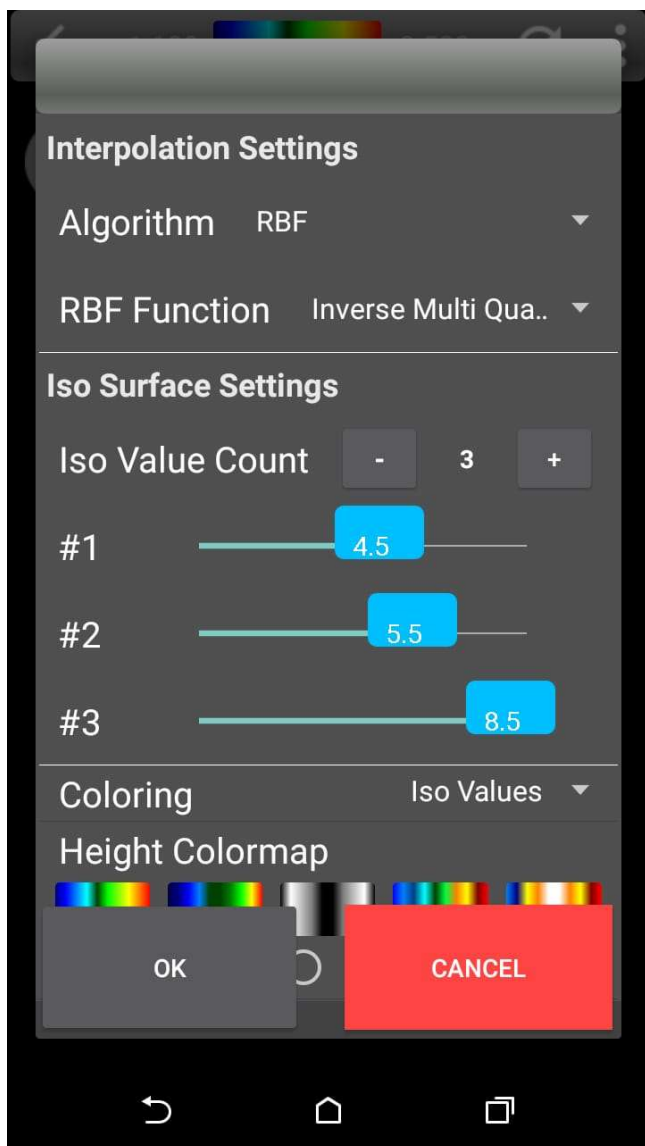 Interpolation Settings
Algorithm RBF
RBF Function Inverse Multi Qua..
Iso Surface Settings
Iso Value Count - 3 +
#1 4.5
#2 5.5
#3 8.5
Coloring Iso Values
Height Colormap
OK CANCEL